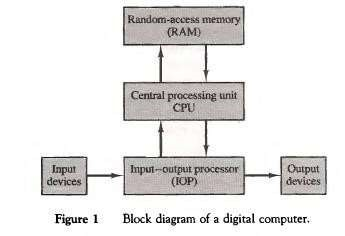 Random-access memory
(RAM)
Central processing unit
CPU
Input
devices
Input-output processor
(IOP)
Output
devices
Figure 1 Block diagram of a digital computer.